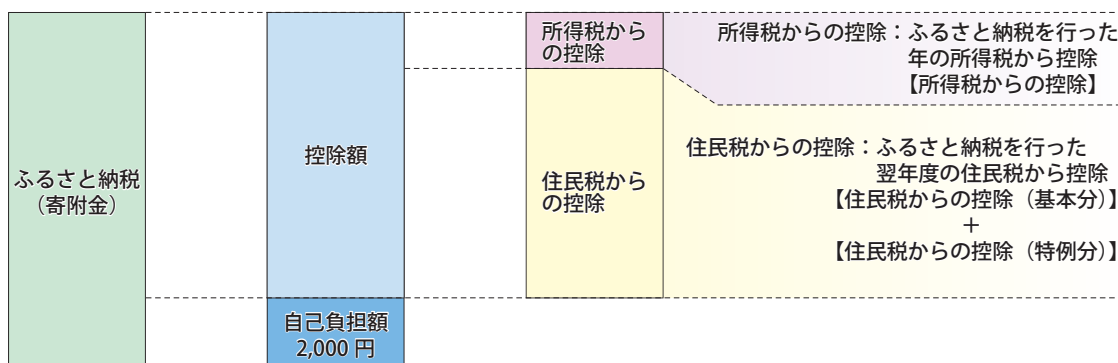 ふるさと納税
（寄附金）
控除額
自己負担額
2,000 円
所得税から
の控除
住民税から
の控除
所得税からの控除：ふるさと納税を行った
年の所得税から控除
【所得税からの控除】
住民税からの控除：ふるさと納税を行った
翌年度の住民税から控除
【住民税からの控除（基本分）】
＋
【住民税からの控除（特例分）】